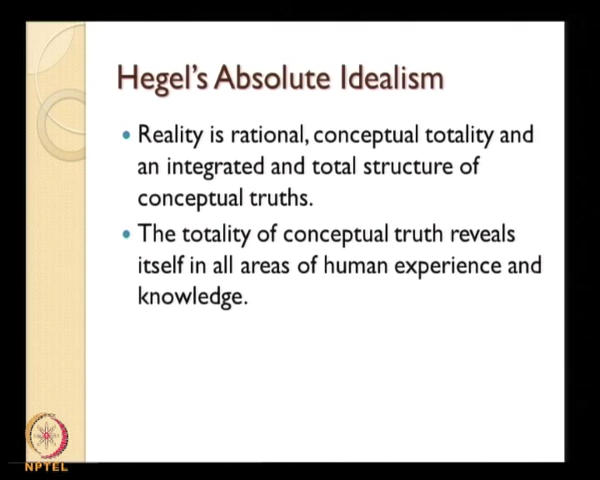 Hegel's Absolute Idealism
• Reality is rational, conceptual totality and
an integrated and total structure of
conceptual truths.
• The totality of conceptual truth reveals
itself in all areas of human experience and
knowledge.
NPTEL